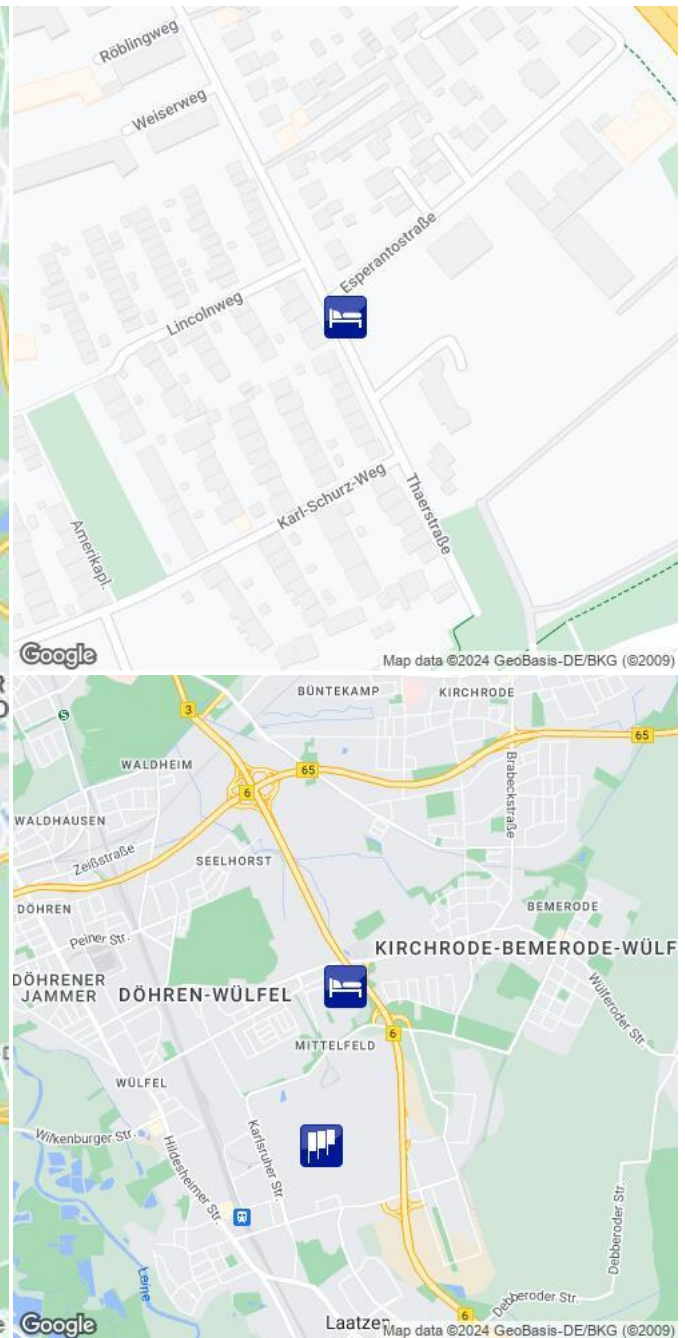 Röblingweg
Weiserweg
Esperantostraße
Lincolnweg
Karl-Schurz-Weg
Thaerstraße
Amerikapl.
Google
Map data ©2024 GeoBasis-DE/BKG (©2009)
BÜNTEKAMP
KIRCHRODE
3
S
65
65
WALDHEIM
Brabeckstraße
6
WALDHAUSEN
Zeißstraße
SEELHORST
DÖHREN
BEMERODE
Peiner Str.
KIRCHRODE-BEMERODE-WÜLF
DÖHRENER
JAMMER
DÖHREN-WÜLFEL
Wülferoder Str.
6
MITTELFELD
WÜLFEL
Wilkenburger Str.
Hildesheimer Str.
Karlsruher Str.
Debberoder Str.
Leine
Debberoder Str.
6
Laatzen
Google
Map data ©2024 GeoBasis-DE/BKG (©2009)